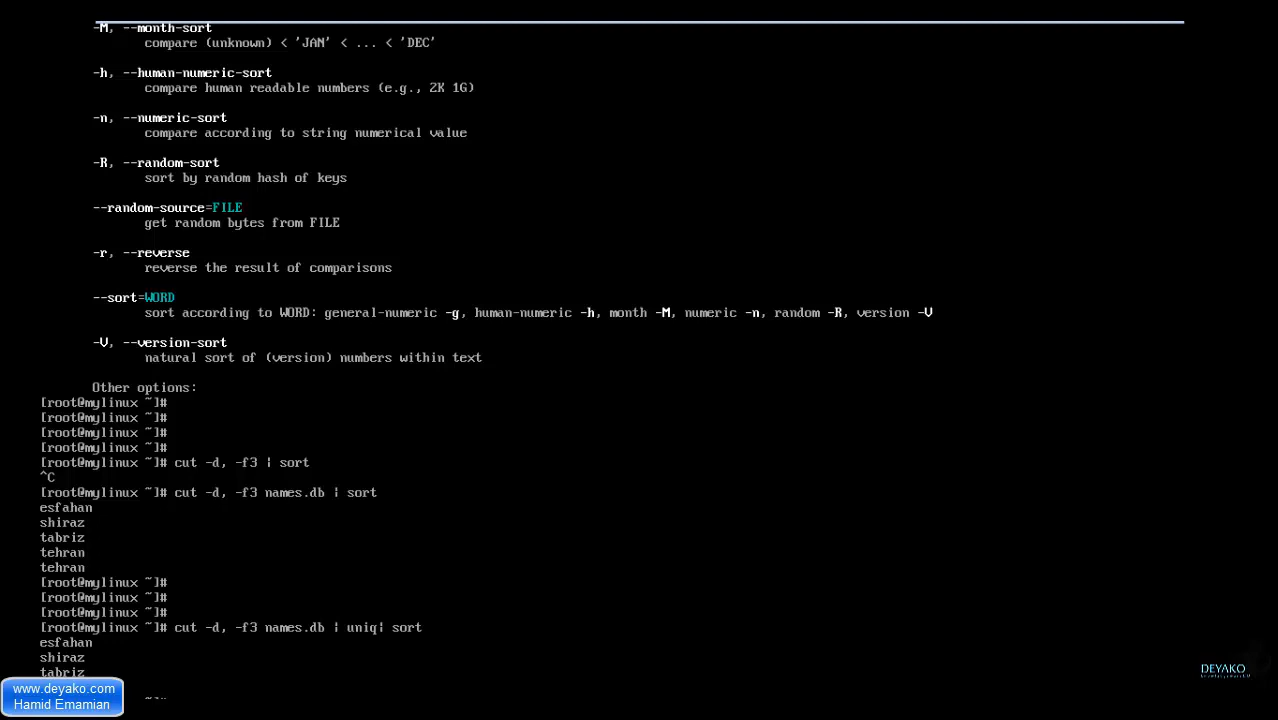 -M, --month-sort
compare (unknown) < 'JAN' < ... < 'DEC'
-h, --human-numeric-sort
compare human readable numbers (e.g., 2K 1G)
-n, --numeric-sort
compare according to string numerical value
-R, --random-sort
sort by random hash of keys
--random-source=FILE
get random bytes from FILE
-r, --reverse
reverse the result of comparisons
--sort=WORD
sort according to WORD: general-numeric -g, human-numeric -h, month -M, numeric -n, random -R, version -V
-V, --version-sort
natural sort of (version) numbers within text
Other options:
[root@mylinux ~]#
[root@mylinux ~]#
[root@mylinux ~]#
[root@mylinux ~]#
[root@mylinux ~]# cut -d, -f3 | sort
^C
[root@mylinux ~]# cut -d, -f3 names.db | sort
esfahan
shiraz
tabriz
tehran
tehran
[root@mylinux ~]#
[root@mylinux ~]#
[root@mylinux ~]#
[root@mylinux ~]# cut -d, -f3 names.db | uniq| sort
esfahan
shiraz
tabriz
www.deyako.com
Hamid Emamian
DEYAKO